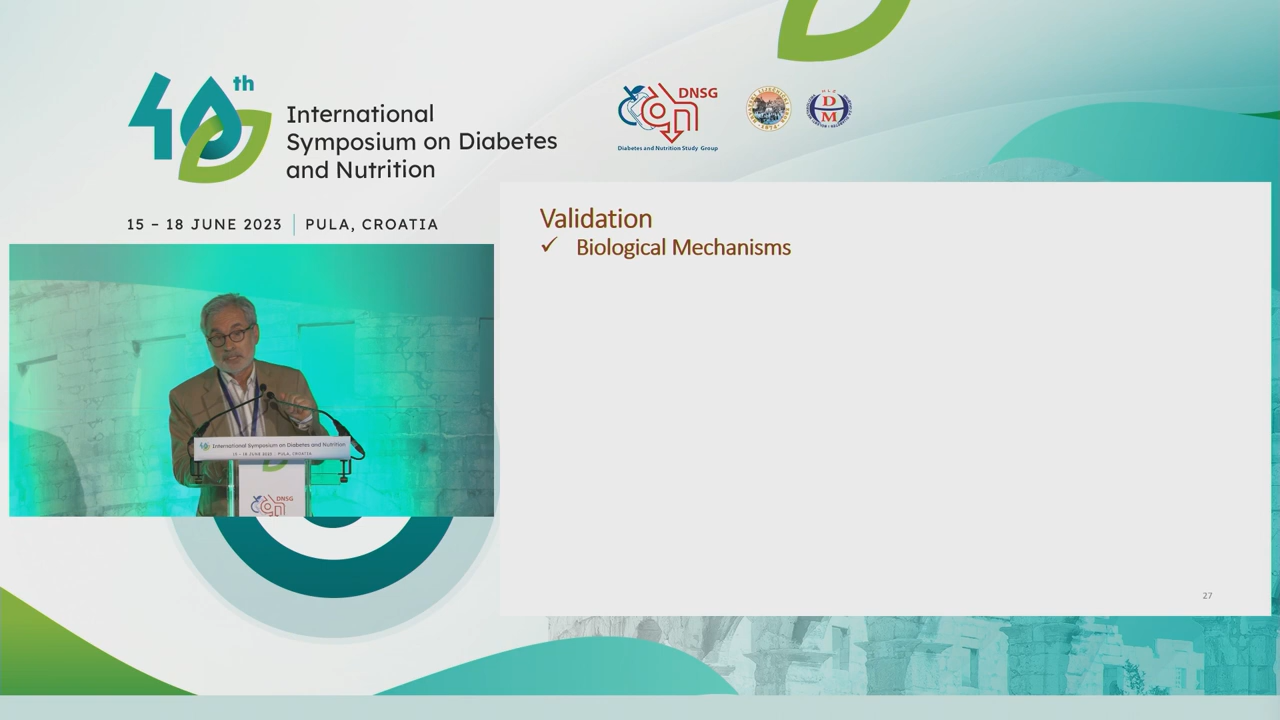 40th
International
Symposium on Diabetes
and Nutrition
15 – 18 JUNE 2023 | PULA, CROATIA
DNSG
Diabetes and Nutrition Study Group
Validation
✓ Biological Mechanisms
27
International Symposium on Diabetes and Nutrition
15 - 18 JUNE 2023 | PULA, CROATIA
DNSG